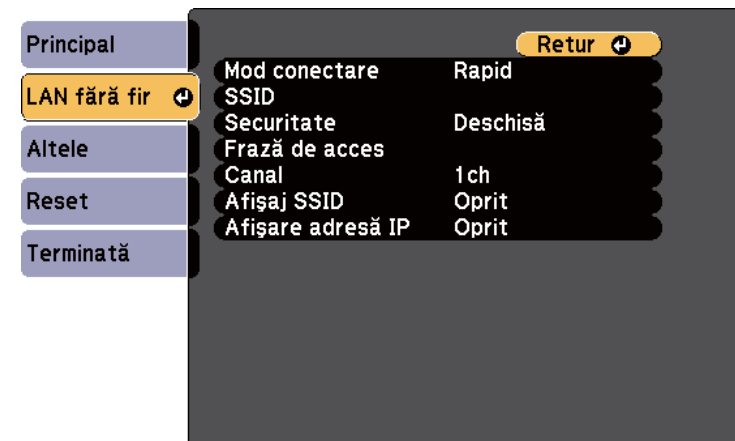 Principal
LAN fără fir
Altele
Reset
Terminată
Retur
Mod conectare Rapid
SSID
Securitate Deschisă
Frază de acces
Canal 1ch
Afişaj SSID Oprit
Afişare adresă IP Oprit